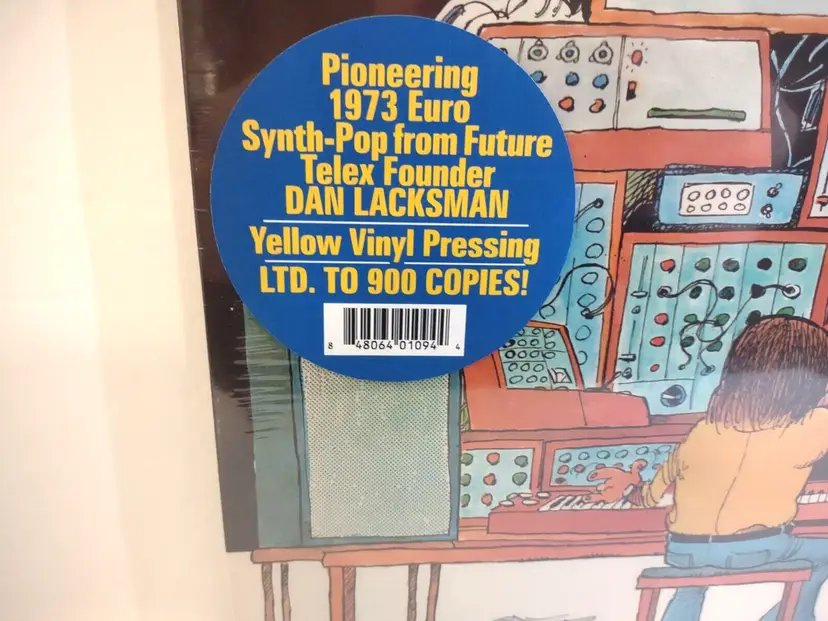 Pioneering
1973 Euro
Synth-Pop from Future
Telex Founder
DAN LACKSMAN
Yellow Vinyl Pressing
LTD. TO 900 COPIES!
8 48064 01094 4